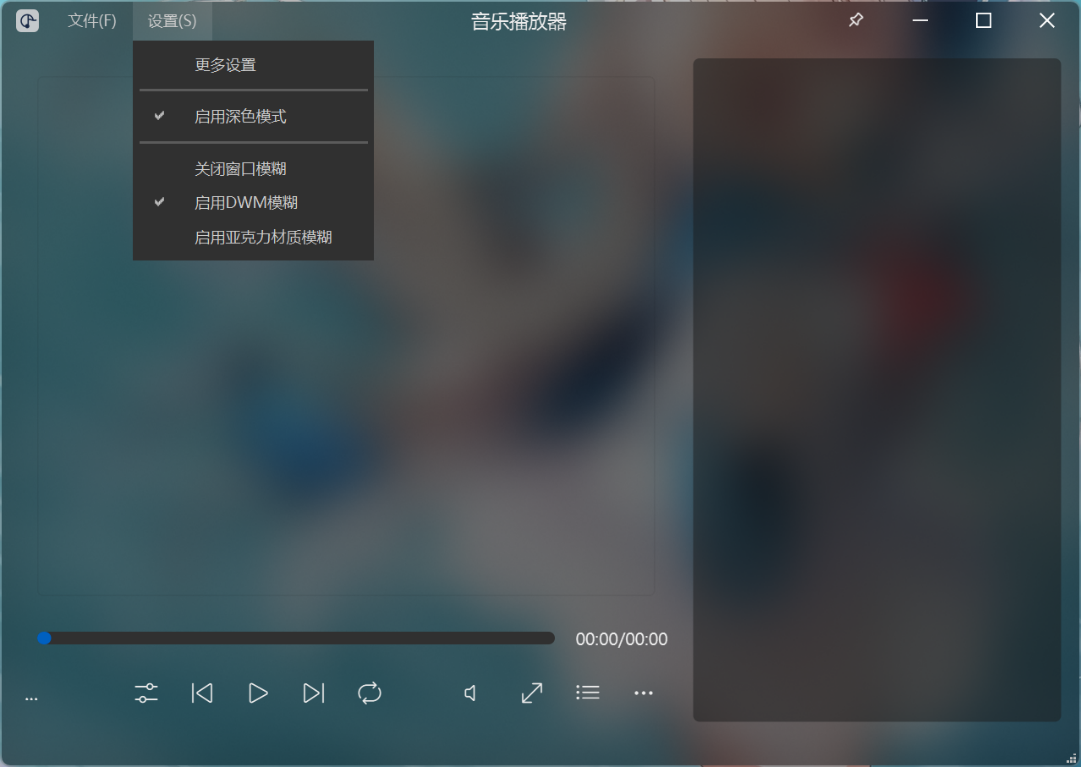 文件(F)
设置(S)
音乐播放器
更多设置
启用深色模式
关闭窗口模糊
启用DWM模糊
启用亚克力材质模糊
00:00/00:00
...